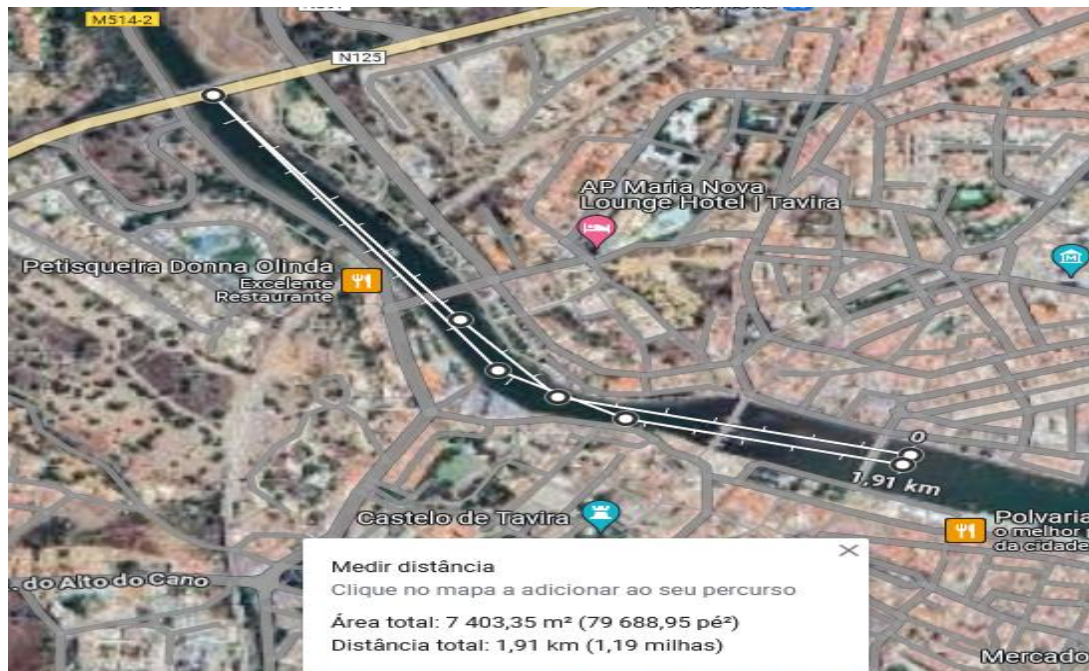 M514-2
N125
AP Maria Nova
Lounge Hotel | Tavira
Petisqueira Donna Olinda
Excelente
Restaurante
0
1,91 km
Castelo de Tavira
Polvaria
o melhor
da cidade
do Alto do Cano
Medir distância
Clique no mapa a adicionar ao seu percurso
Área total: 7 403,35 m² (79 688,95 pé²)
Distância total: 1,91 km (1,19 milhas)
Mercado